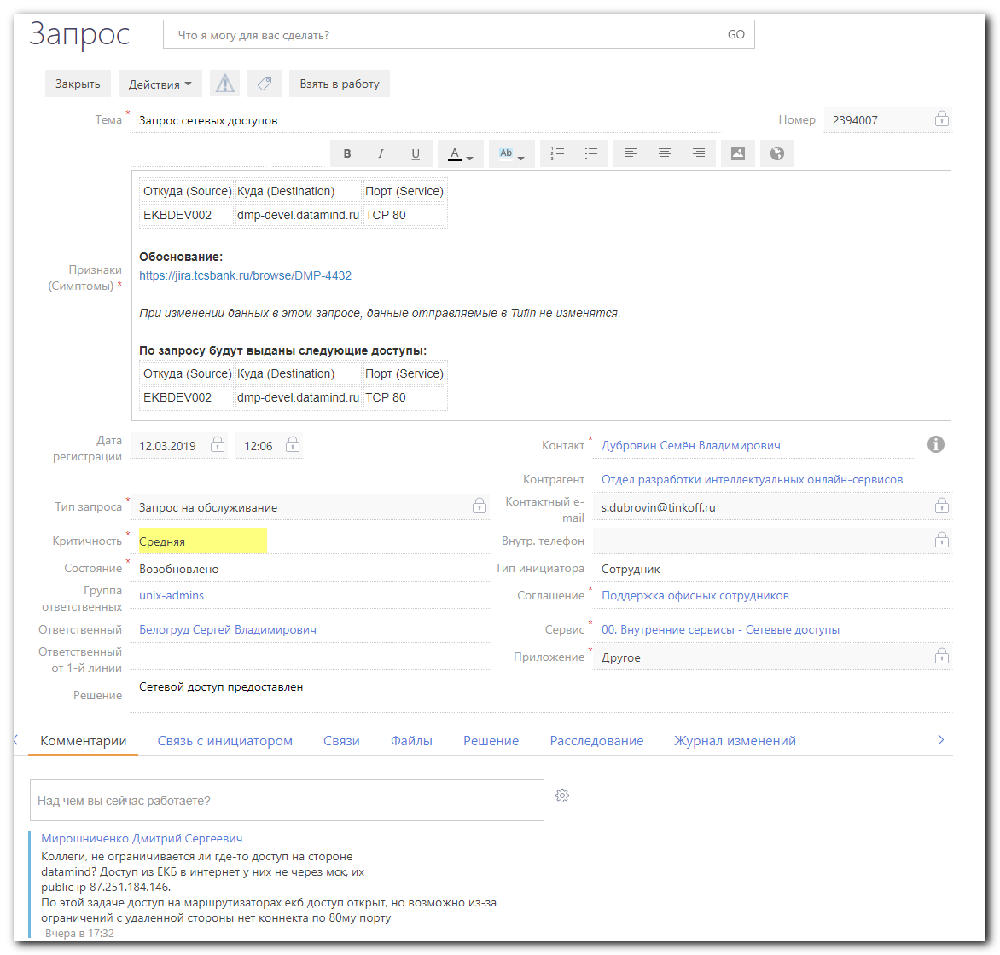 Запрос
Что я могу для вас сделать? GO
Закрыть Действия Взять в работу
Тема * Запрос сетевых доступов Номер 2394007
B I U A Ab
Откуда (Source) Куда (Destination) Порт (Service)
EKBDEV002 dmp-devel.datamind.ru TCP 80
Обоснование:
https://jira.tcsbank.ru/browse/DMP-4432
Признаки
(Симптомы) *
При изменении данных в этом запросе, данные отправляемые в Tufin не изменятся.
По запросу будут выданы следующие доступы:
Откуда (Source) Куда (Destination) Порт (Service)
EKBDEV002 dmp-devel.datamind.ru TCP 80
Дата
регистрации
12.03.2019 12:06
Контакт * Дубровин Семён Владимирович
Контрагент Отдел разработки интеллектуальных онлайн-сервисов
Тип запроса * Запрос на обслуживание
Контактный e-
mail
s.dubrovin@tinkoff.ru
Критичность * Средняя
Внутр. телефон
Состояние * Возобновлено
Тип инициатора Сотрудник
Группа
ответственных
unix-admins
Соглашение * Поддержка офисных сотрудников
Ответственный Белогруд Сергей Владимирович
Сервис * 00. Внутренние сервисы - Сетевые доступы
Ответственный
от 1-й линии
Приложение * Другое
Решение Сетевой доступ предоставлен
Комментарии Связь с инициатором Связи Файлы Решение Расследование Журнал изменений
Над чем вы сейчас работаете?
Мирошниченко Дмитрий Сергеевич
Коллеги, не ограничивается ли где-то доступ на стороне
datamind? Доступ из ЕКБ в интернет у них не через мск, их
public ip 87.251.184.146.
По этой задаче доступ на маршрутизаторах екб доступ открыт, но возможно из-за
ограничений с удаленной стороны нет коннекта по 80му порту
Вчера в 17:32